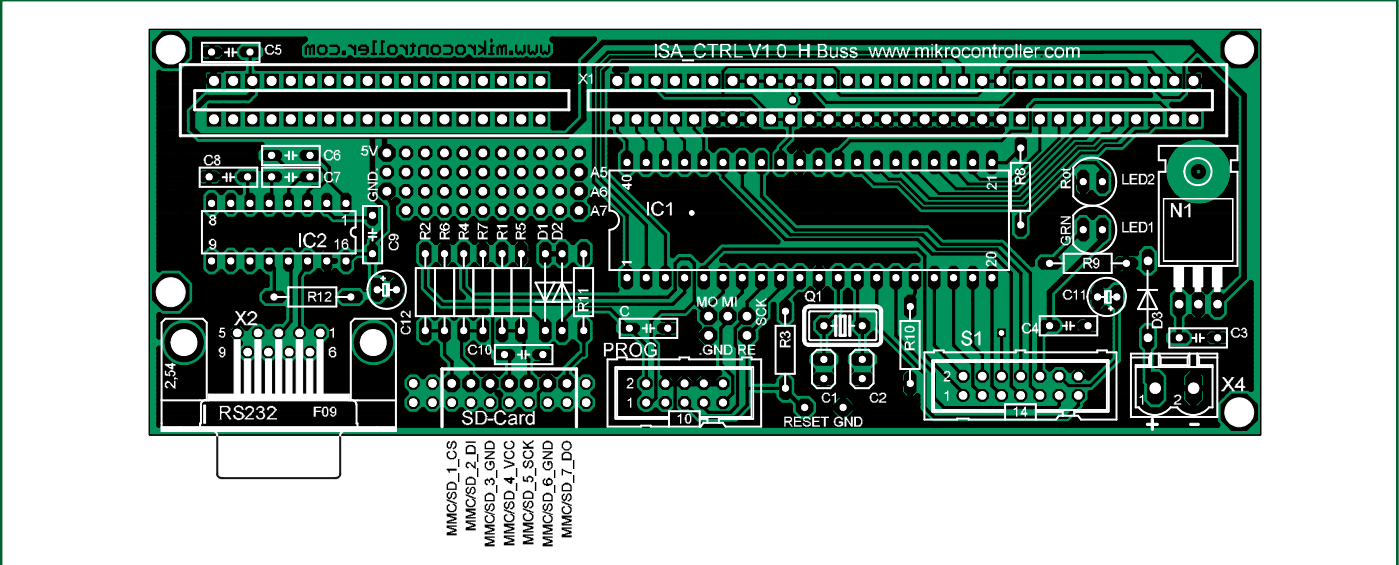 C5
www.mikrocontroller.com
ISA_CTRL V1 0 H Buss www.mikrocontroller.com
X1
C6
C8
C7
5V
GND
A5
A6
A7
40
21
R8
Rot
LED2
GRN
LED1
N1
8
1
IC2
9
16
C9
R2
R6
R4
R7
R1
R5
D1
D2
R11
IC1
1
20
R9
R12
C12
C11
D3
X2
5
1
9
6
2,54
RS232
F09
C10
C
MO MI
SCK
GND RE
PROG
2
1
10
R3
Q1
R10
C1
C2
RESET GND
C4
S1
2
1
14
C3
X4
1
2
+
-
SD-Card
MMC/SD_1_CS
MMC/SD_2_DI
MMC/SD_3_GND
MMC/SD_4_VCC
MMC/SD_5_SCK
MMC/SD_6_GND
MMC/SD_7_DO